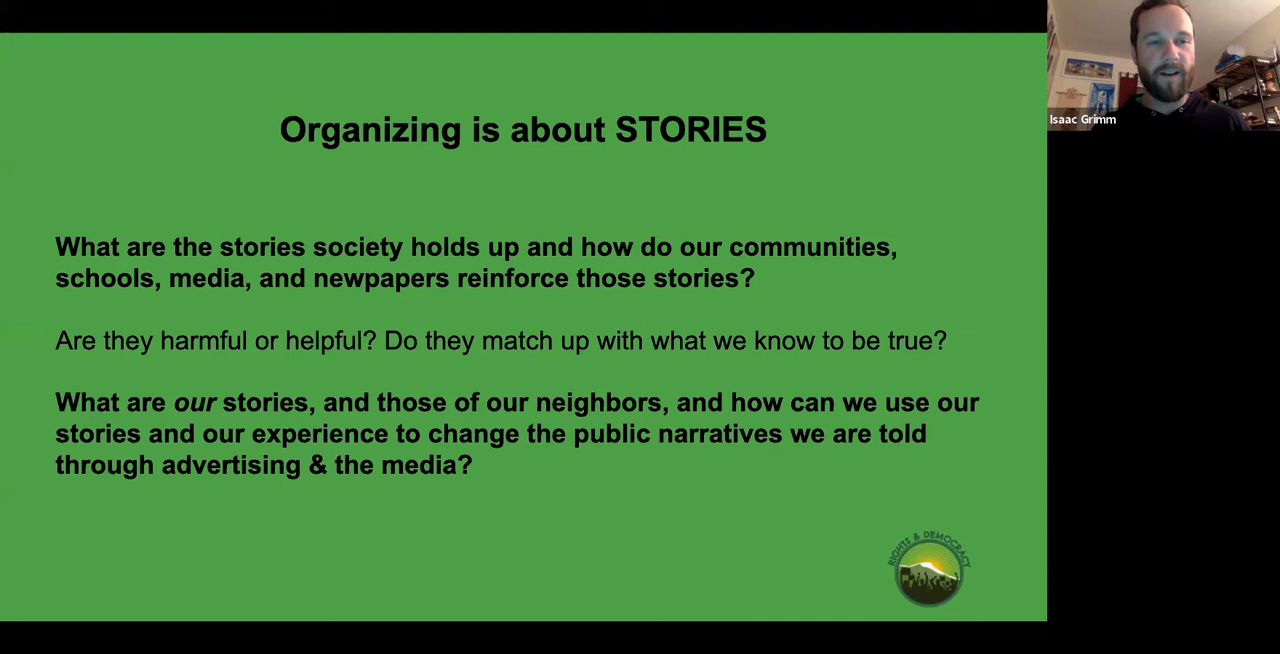 Organizing is about STORIES
What are the stories society holds up and how do our communities,
schools, media, and newpapers reinforce those stories?
Are they harmful or helpful? Do they match up with what we know to be true?
What are our stories, and those of our neighbors, and how can we use our
stories and our experience to change the public narratives we are told
through advertising & the media?
RIGHTS & DEMOCRACY
Isaac Grimm